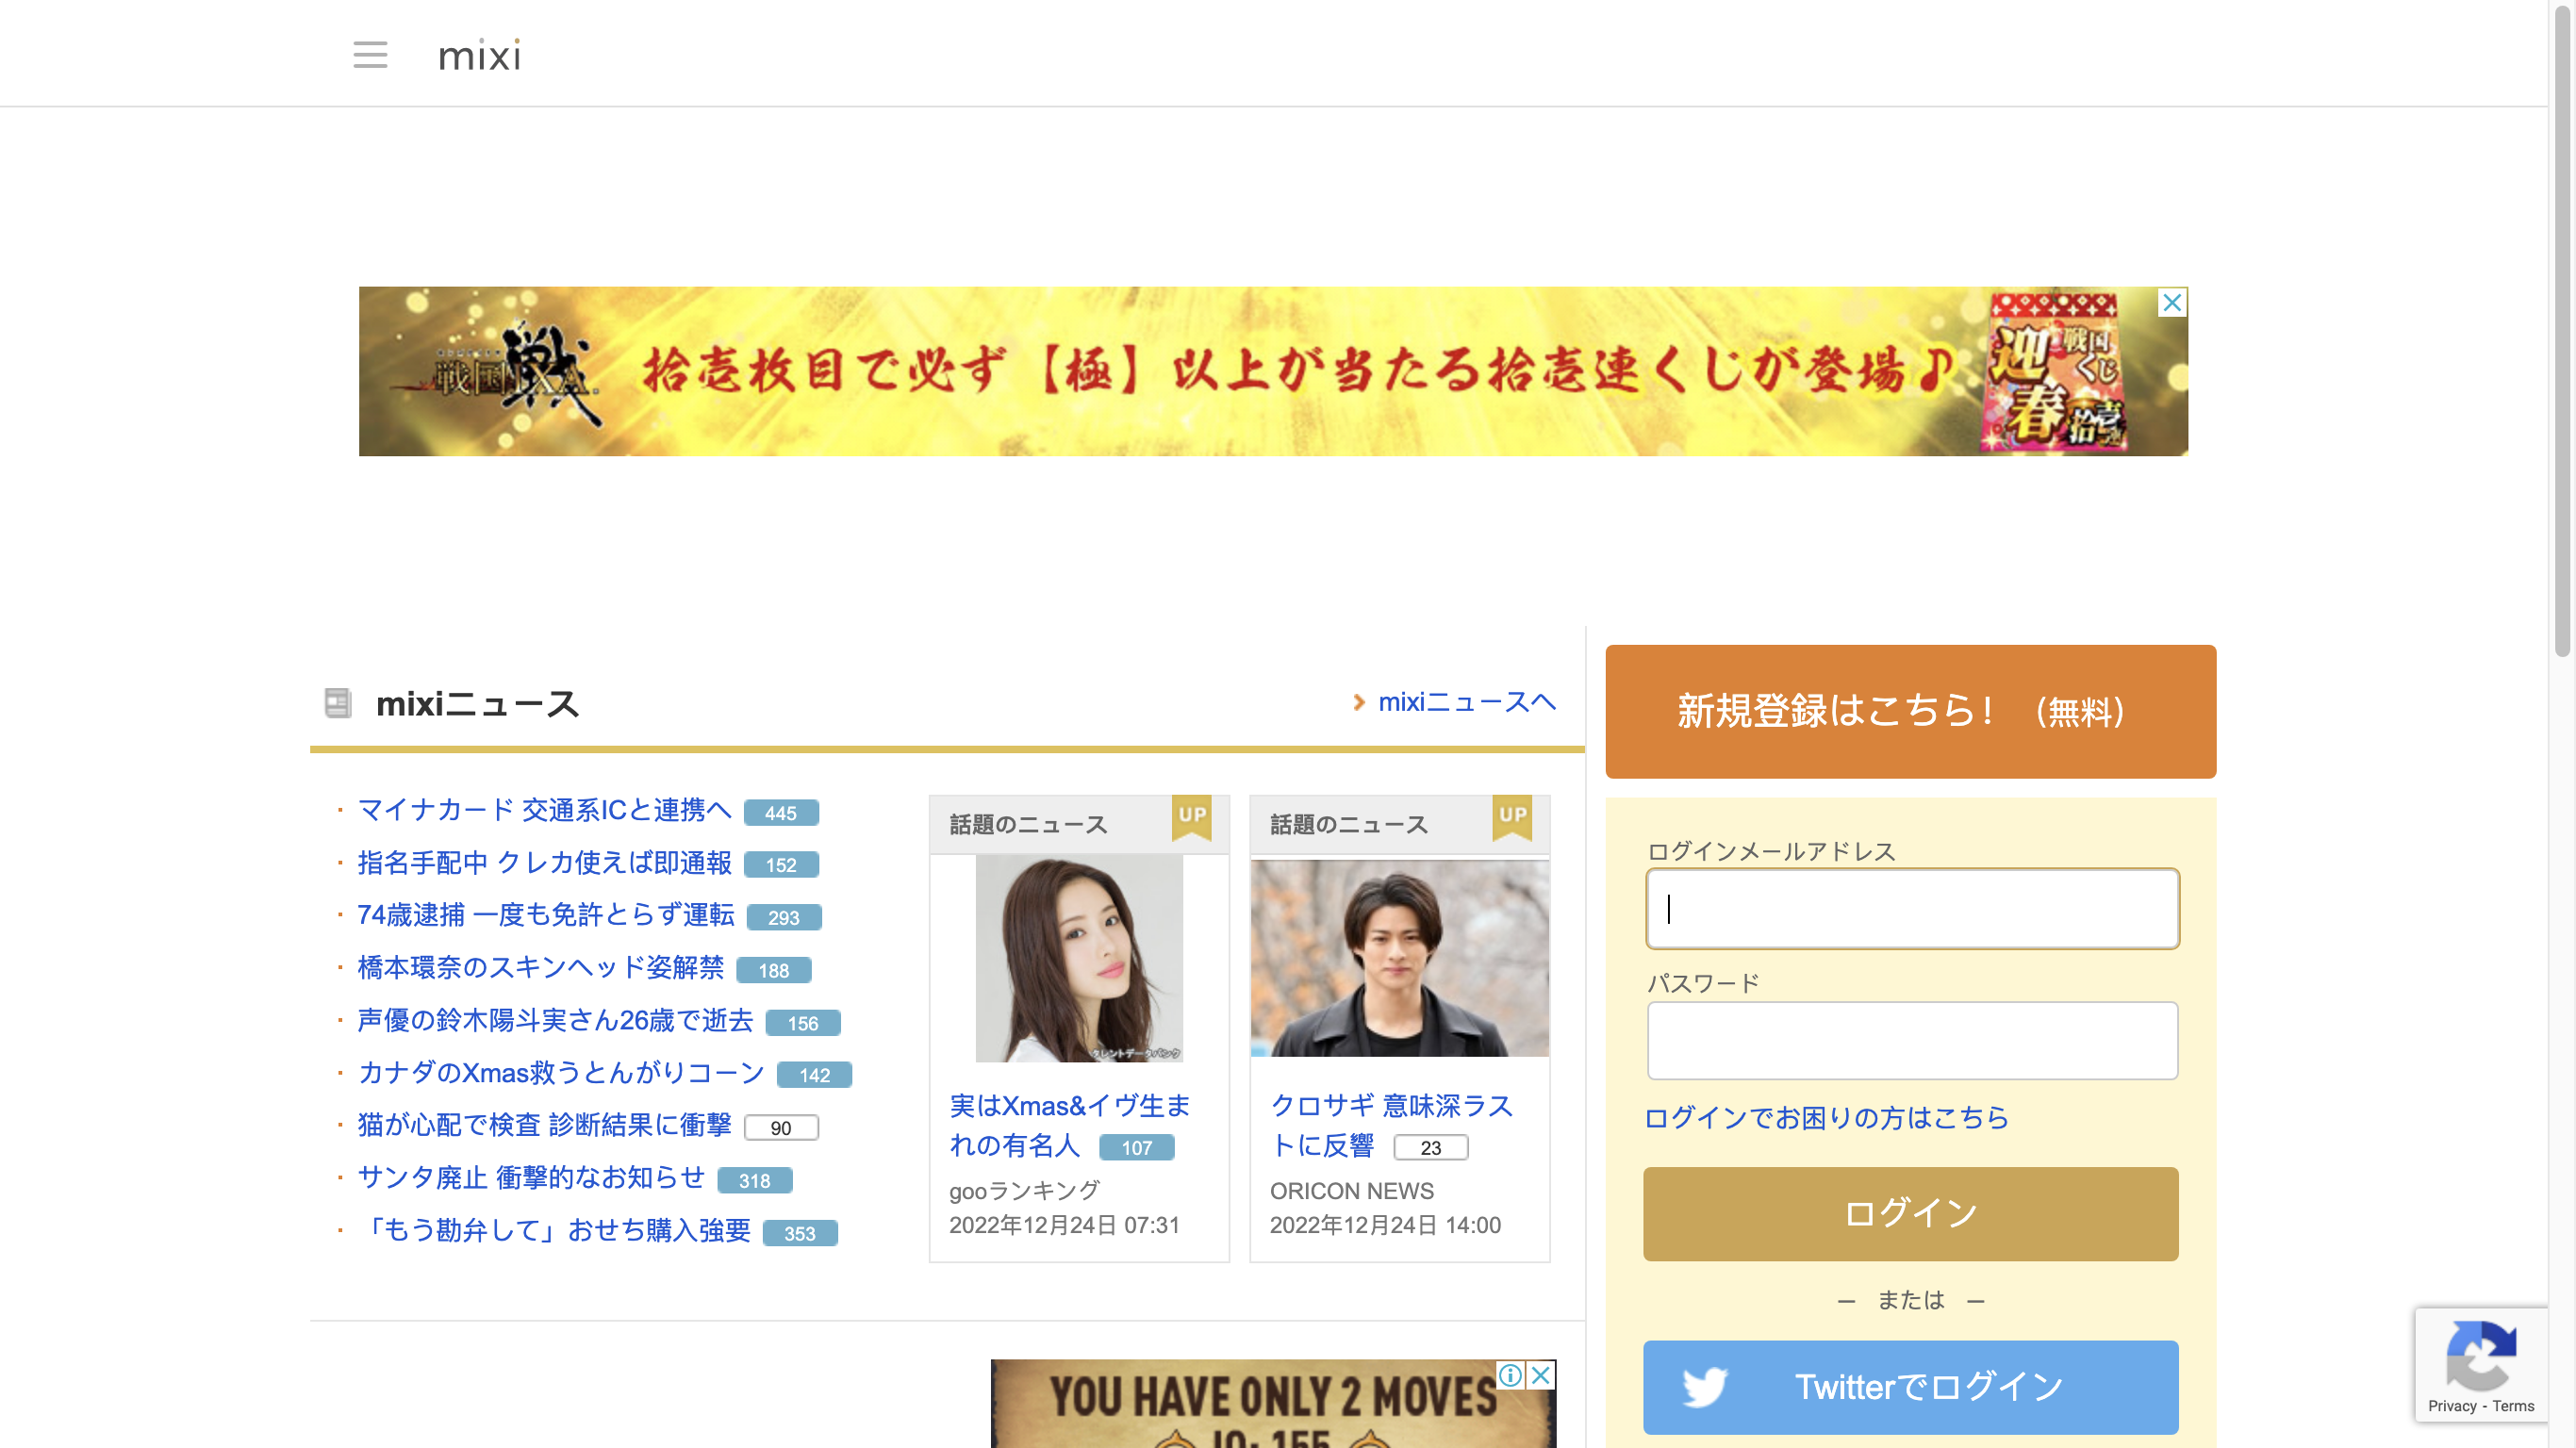 mixi
戦国IXA
拾壱枚目で必ず【極】以上が当たる拾壱連くじが登場♪
迎春
戦国くじ
拾壱連
mixiニュース
mixiニュースへ
マイナカード 交通系ICと連携へ 445
指名手配中 クレカ使えば即通報 152
74歳逮捕 一度も免許とらず運転 293
橋本環奈のスキンヘッド姿解禁 188
声優の鈴木陽斗実さん26歳で逝去 156
カナダのXmas救うとんがりコーン 142
猫が心配で検査 診断結果に衝撃 90
サンタ廃止 衝撃的なお知らせ 318
「もう勘弁して」おせち購入強要 353
話題のニュース UP
タレントデータバンク
実はXmas&イヴ生ま
れの有名人 107
gooランキング
2022年12月24日 07:31
話題のニュース UP
クロサギ 意味深ラス
トに反響 23
ORICON NEWS
2022年12月24日 14:00
YOU HAVE ONLY 2 MOVES
IQ: 155
新規登録はこちら！（無料）
ログインメールアドレス
パスワード
ログインでお困りの方はこちら
ログイン
– または –
Twitterでログイン
Privacy - Terms